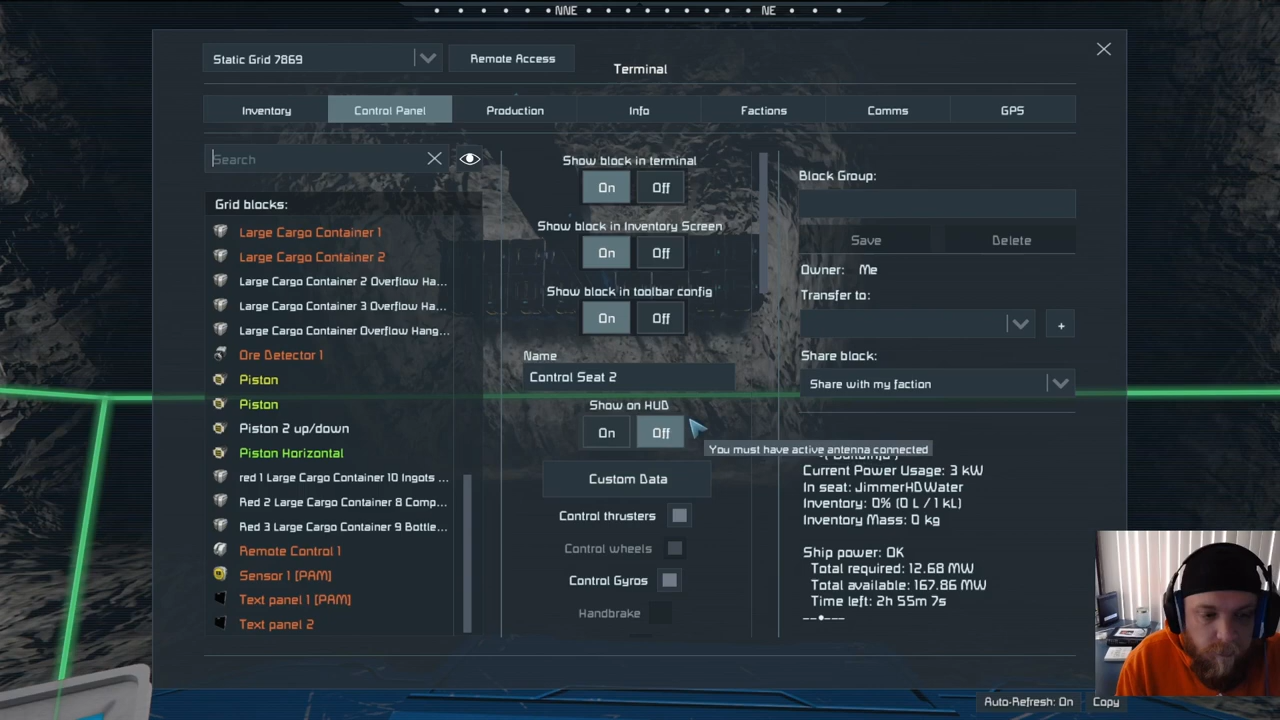 NNE
NE
Static Grid 7869
Remote Access
Terminal
Inventory
Control Panel
Production
Info
Factions
Comms
GPS
Search
Grid blocks:
Large Cargo Container 1
Large Cargo Container 2
Large Cargo Container 2 Overflow Ha...
Large Cargo Container 3 Overflow Ha...
Large Cargo Container Overflow Hang...
Ore Detector 1
Piston
Piston
Piston 2 up/down
Piston Horizontal
red 1 Large Cargo Container 10 Ingots ...
Red 2 Large Cargo Container 8 Comp...
Red 3 Large Cargo Container 9 Bottle...
Remote Control 1
Sensor 1 [PAM]
Text panel 1 [PAM]
Text panel 2
Show block in terminal
On Off
Show block in Inventory Screen
On Off
Show block in toolbar config
On Off
Name
Control Seat 2
Show on HUD
On Off
You must have active antenna connected
Custom Data
Control thrusters
Control wheels
Control Gyros
Handbrake
Block Group:
Save
Delete
Owner: Me
Transfer to:
+
Share block:
Share with my faction
Current Power Usage: 3 kW
In seat: JimmerHDWater
Inventory: 0% (0 L / 1 kL)
Inventory Mass: 0 kg
Ship power: OK
Total required: 12.68 MW
Total available: 167.86 MW
Time left: 2h 55m 7s
Auto-Refresh: On
Copy